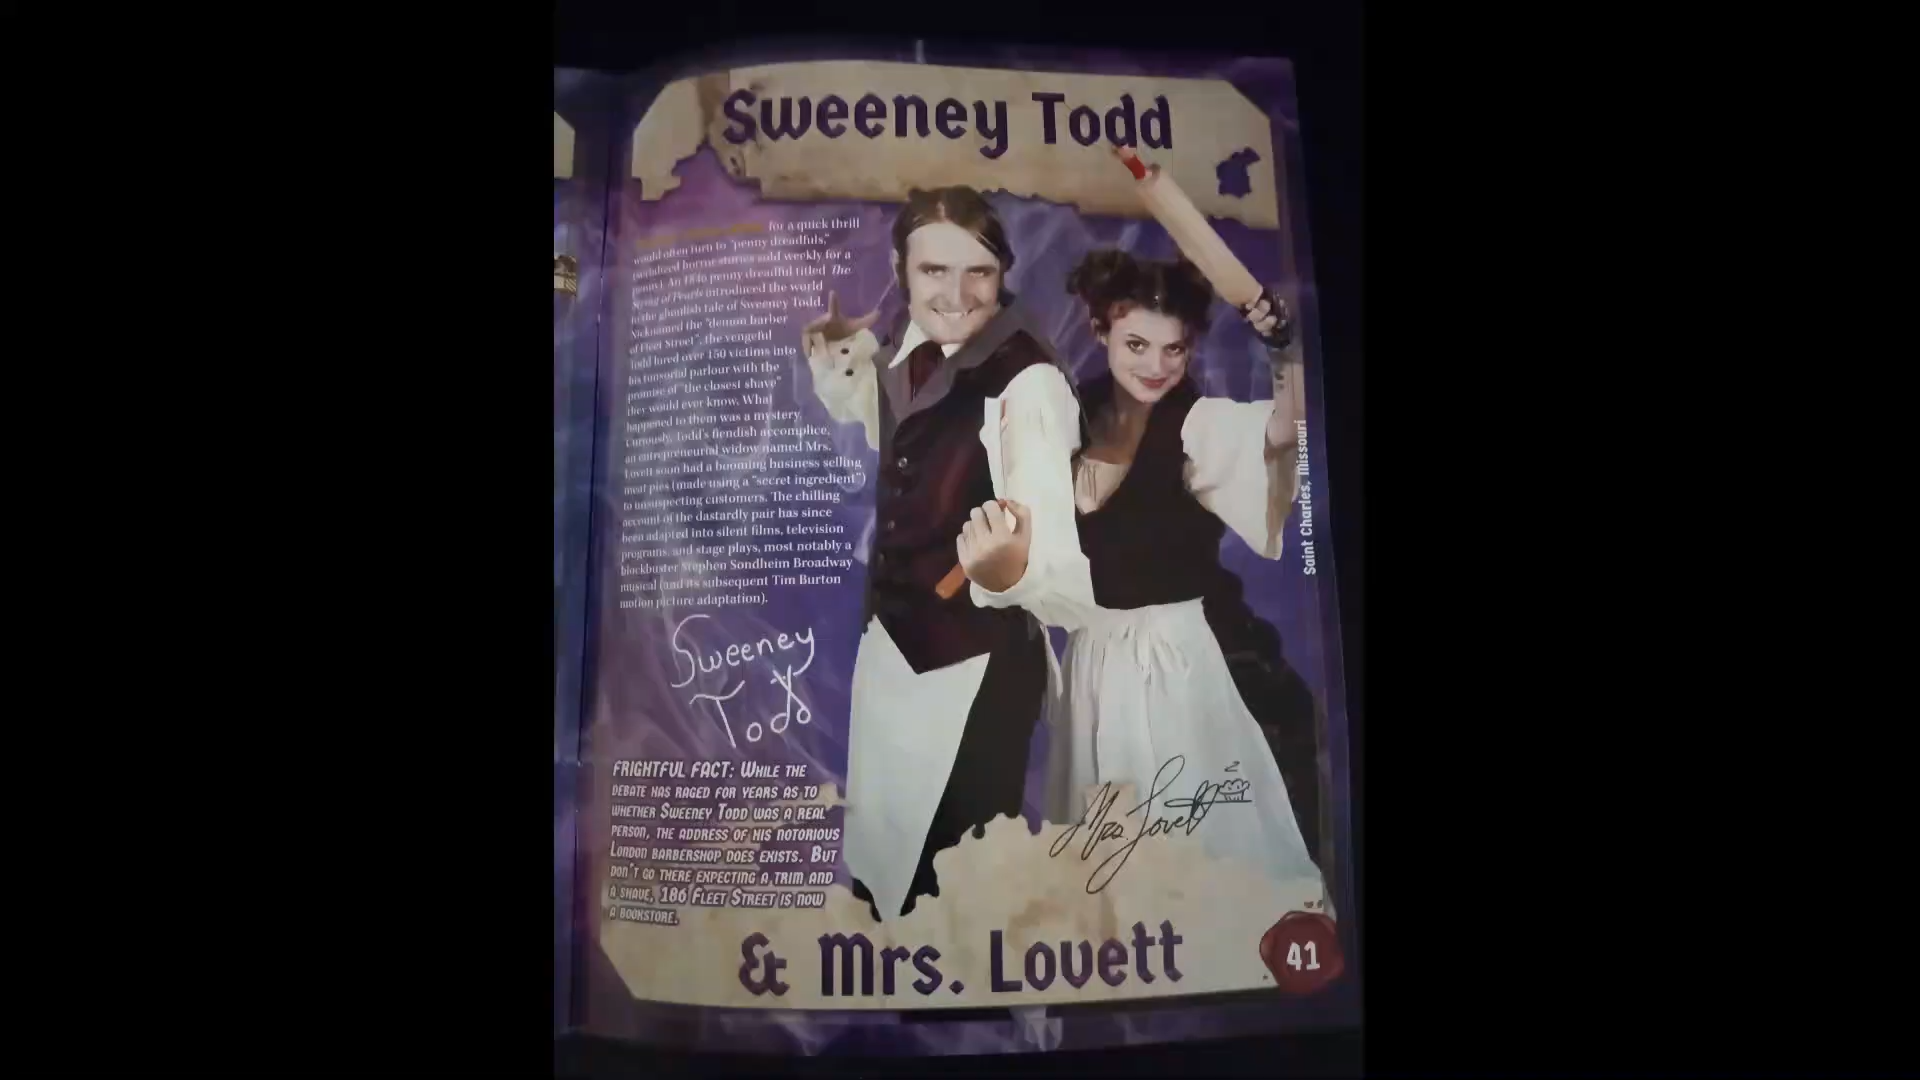 Sweeney Todd
for a quick thrill
would often turn to "penny dreadfuls,"
(serialized horror stories sold weekly for a
penny). An 1846 penny dreadful titled The
String of Pearls introduced the world
to the ghoulish tale of Sweeney Todd.
Nicknamed the "demon barber
of Fleet Street", the vengeful
Todd lured over 150 victims into
his tonsorial parlour with the
promise of "the closest shave"
they would ever know. What
happened to them was a mystery.
Curiously, Todd's fiendish accomplice,
an entrepreneurial widow named Mrs.
Lovett soon had a booming business selling
meat pies (made using a "secret ingredient")
to unsuspecting customers. The chilling
account of the dastardly pair has since
been adapted into silent films, television
programs, and stage plays, most notably a
blockbuster Stephen Sondheim Broadway
musical (and its subsequent Tim Burton
motion picture adaptation).
Sweeney
Todd
FRIGHTFUL FACT: WHILE THE
DEBATE HAS RAGED FOR YEARS AS TO
WHETHER SWEENEY TODD WAS A REAL
PERSON, THE ADDRESS OF HIS NOTORIOUS
LONDON BARBERSHOP DOES EXISTS. BUT
DON'T GO THERE EXPECTING A TRIM AND
A SHAVE, 186 FLEET STREET IS NOW
A BOOKSTORE.
Saint Charles, Missouri
Mrs. Lovett
& Mrs. Lovett
41